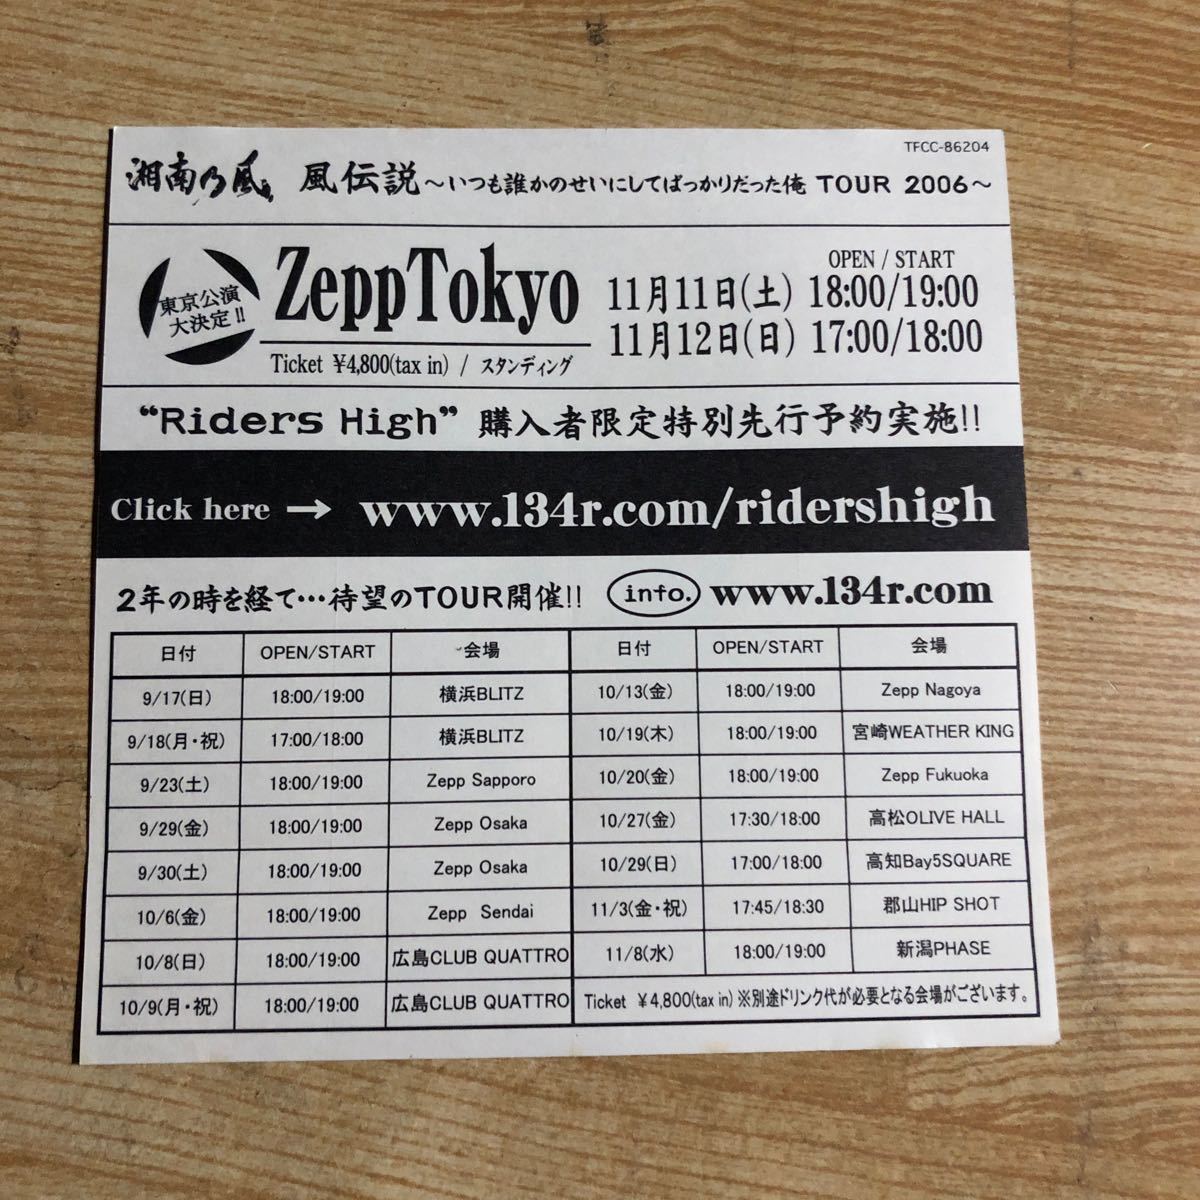 TFCC-86204
湘南乃風 風伝説～いつも誰かのせいにしてばっかりだった俺 TOUR 2006～
東京公演
大決定!!
ZeppTokyo
Ticket ¥4,800(tax in) / スタンディング
OPEN / START
11月11日(土) 18:00/19:00
11月12日(日) 17:00/18:00
“Riders High” 購入者限定特別先行予約実施!!
Click here → www.134r.com/ridershigh
2年の時を経て…待望のTOUR開催!! info. www.134r.com
日付 OPEN/START 会場 日付 OPEN/START 会場
9/17(日) 18:00/19:00 横浜BLITZ 10/13(金) 18:00/19:00 Zepp Nagoya
9/18(月・祝) 17:00/18:00 横浜BLITZ 10/19(木) 18:00/19:00 宮崎WEATHER KING
9/23(土) 18:00/19:00 Zepp Sapporo 10/20(金) 18:00/19:00 Zepp Fukuoka
9/29(金) 18:00/19:00 Zepp Osaka 10/27(金) 17:30/18:00 高松OLIVE HALL
9/30(土) 18:00/19:00 Zepp Osaka 10/29(日) 17:00/18:00 高知Bay5SQUARE
10/6(金) 18:00/19:00 Zepp Sendai 11/3(金・祝) 17:45/18:30 郡山HIP SHOT
10/8(日) 18:00/19:00 広島CLUB QUATTRO 11/8(水) 18:00/19:00 新潟PHASE
10/9(月・祝) 18:00/19:00 広島CLUB QUATTRO Ticket ¥4,800(tax in) ※別途ドリンク代が必要となる会場がございます。